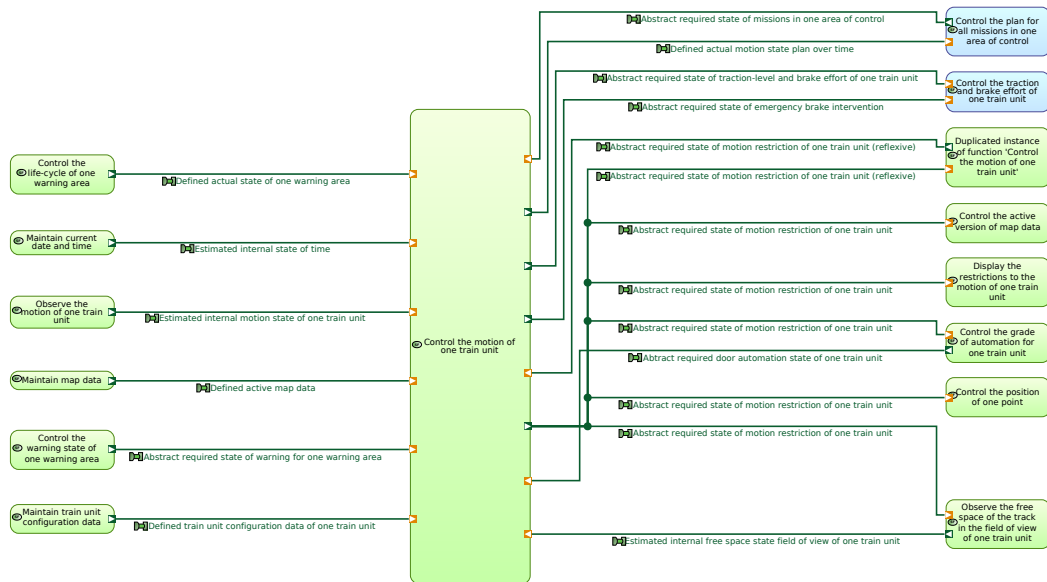 Control the
life-cycle of one
warning area
Defined actual state of one warning area
Maintain current
date and time
Estimated internal state of time
Observe the
motion of one train
unit
Estimated internal motion state of one train unit
Maintain map data
Defined active map data
Control the
warning state of
one warning area
Abstract required state of warning for one warning area
Maintain train unit
configuration data
Defined train unit configuration data of one train unit
Control the motion of
one train unit
Abstract required state of missions in one area of control
Defined actual motion state plan over time
Abstract required state of traction-level and brake effort of one train unit
Abstract required state of emergency brake intervention
Abstract required state of motion restriction of one train unit (reflexive)
Abstract required state of motion restriction of one train unit (reflexive)
Abstract required state of motion restriction of one train unit
Abstract required state of motion restriction of one train unit
Abstract required state of motion restriction of one train unit
Abtract required door automation state of one train unit
Abstract required state of motion restriction of one train unit
Abstract required state of motion restriction of one train unit
Estimated internal free space state field of view of one train unit
Control the plan for
all missions in one
area of control
Control the traction
and brake effort of
one train unit
Duplicated instance
of function 'Control
the motion of one
train unit'
Control the active
version of map data
Display the
restrictions to the
motion of one train
unit
Control the grade
of automation for
one train unit
Control the position
of one point
Observe the free
space of the track
in the field of view
of one train unit